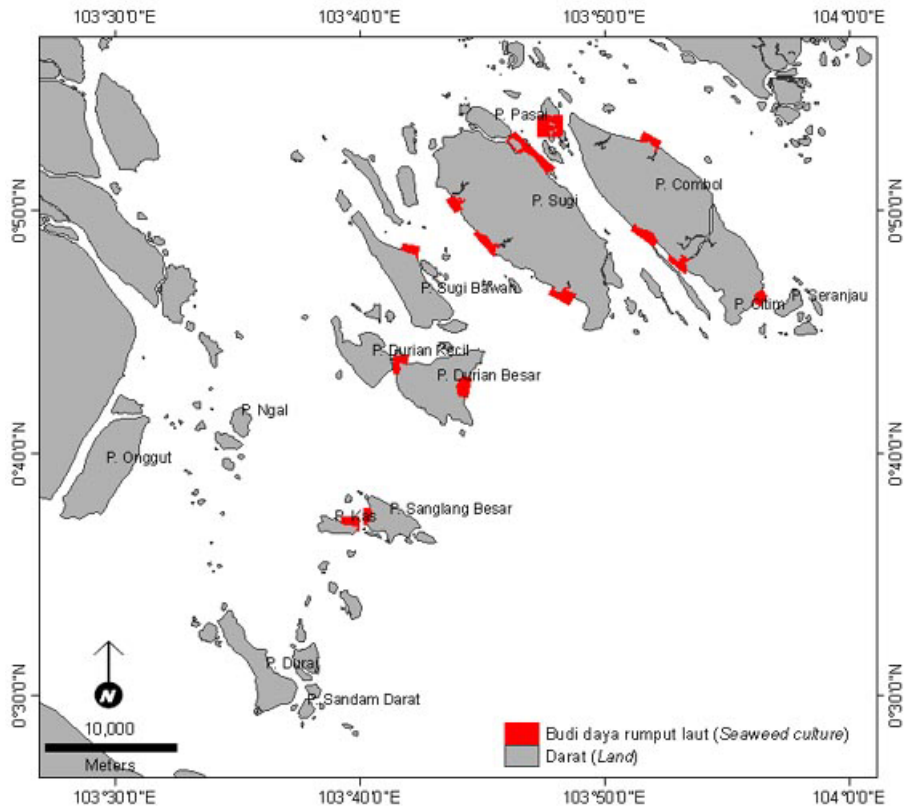 103°30'0"E 103°40'0"E 103°50'0"E 104°0'0"E
P. Pasai
P. Combol
0°50'0"N 0°50'0"N
P. Sugi
P. Sugi Bawah
P. Citim
P. Seranjau
P. Durian Kecil
P. Durian Besar
P. Ngal
P. Onggut
0°40'0"N 0°40'0"N
P. Sanglang Besar
P. Kas
P. Durai
P. Sandam Darat
0°30'0"N 0°30'0"N
N
10,000
Meters
Budi daya rumput laut (Seaweed culture)
Darat (Land)
103°30'0"E 103°40'0"E 103°50'0"E 104°0'0"E